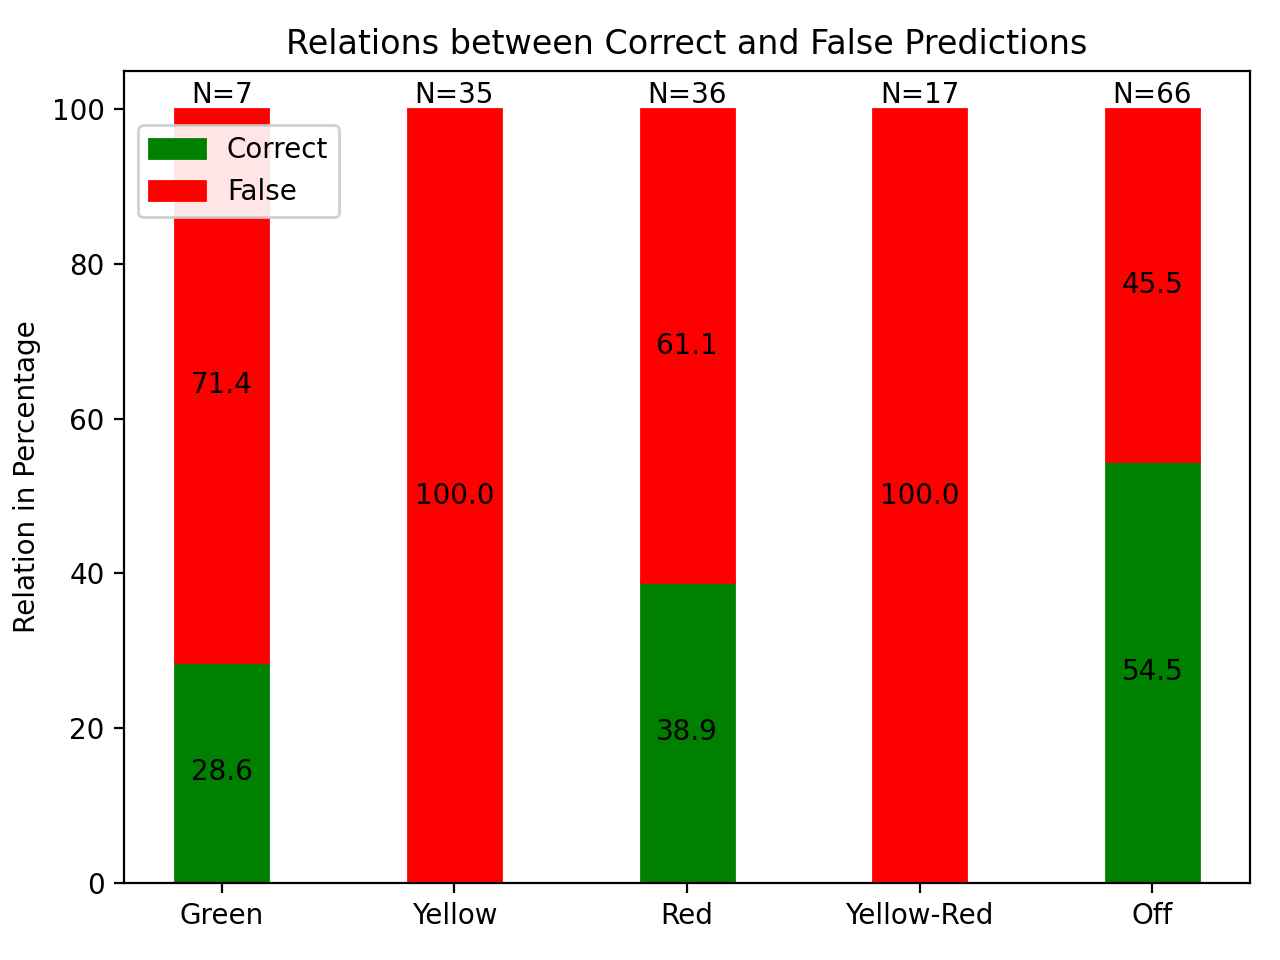 Relations between Correct and False Predictions
N=7 N=35 N=36 N=17 N=66
Correct
False
71.4 100.0 61.1 100.0 45.5
28.6 38.9 54.5
Relation in Percentage
100
80
60
40
20
0
Green Yellow Red Yellow-Red Off